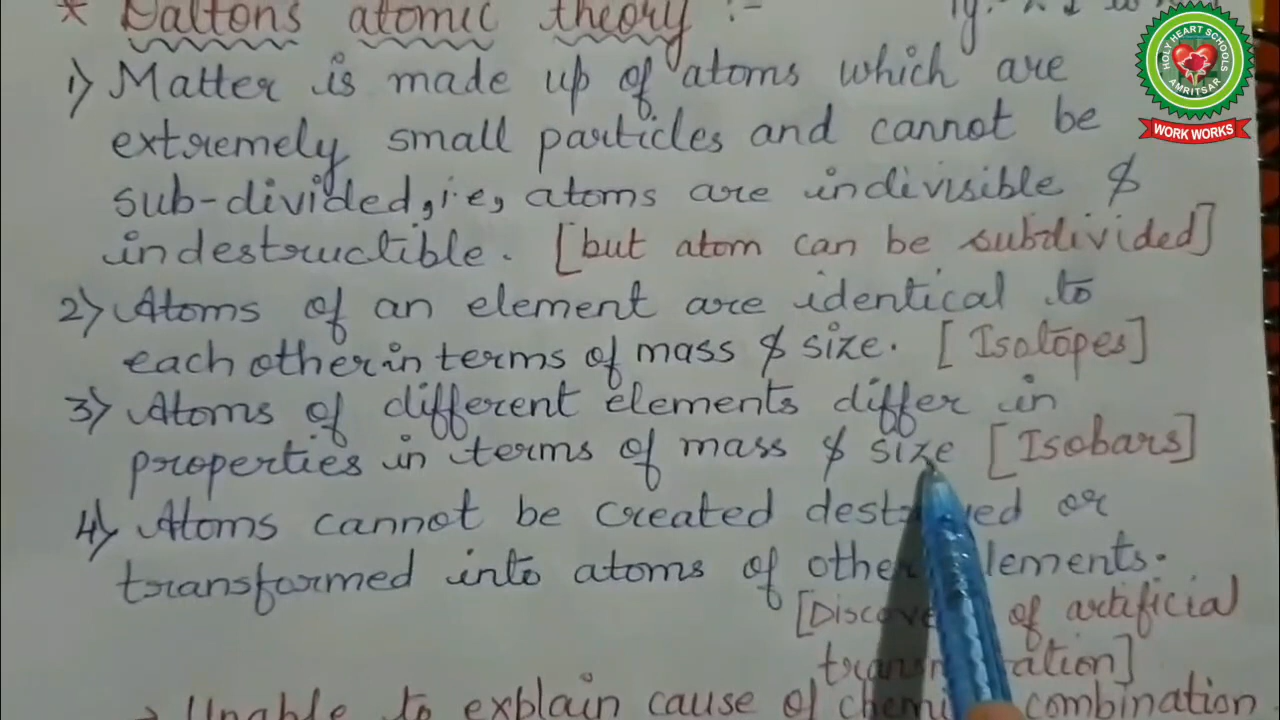 * Daltons atomic theory :-
1) Matter is made up of atoms which are
extremely small particles and cannot be
sub-divided, i.e, atoms are indivisible &
indestructible. [but atom can be subdivided]
2) Atoms of an element are identical to
each other in terms of mass & size. [Isotopes]
3) Atoms of different elements differ in
properties in terms of mass & size [Isobars]
4) Atoms cannot be created or
transformed into atoms of
[ of artificial
]
→ Unable to explain cause of combination
HOLY HEART SCHOOLS
AMRITSAR
WORK WORKS